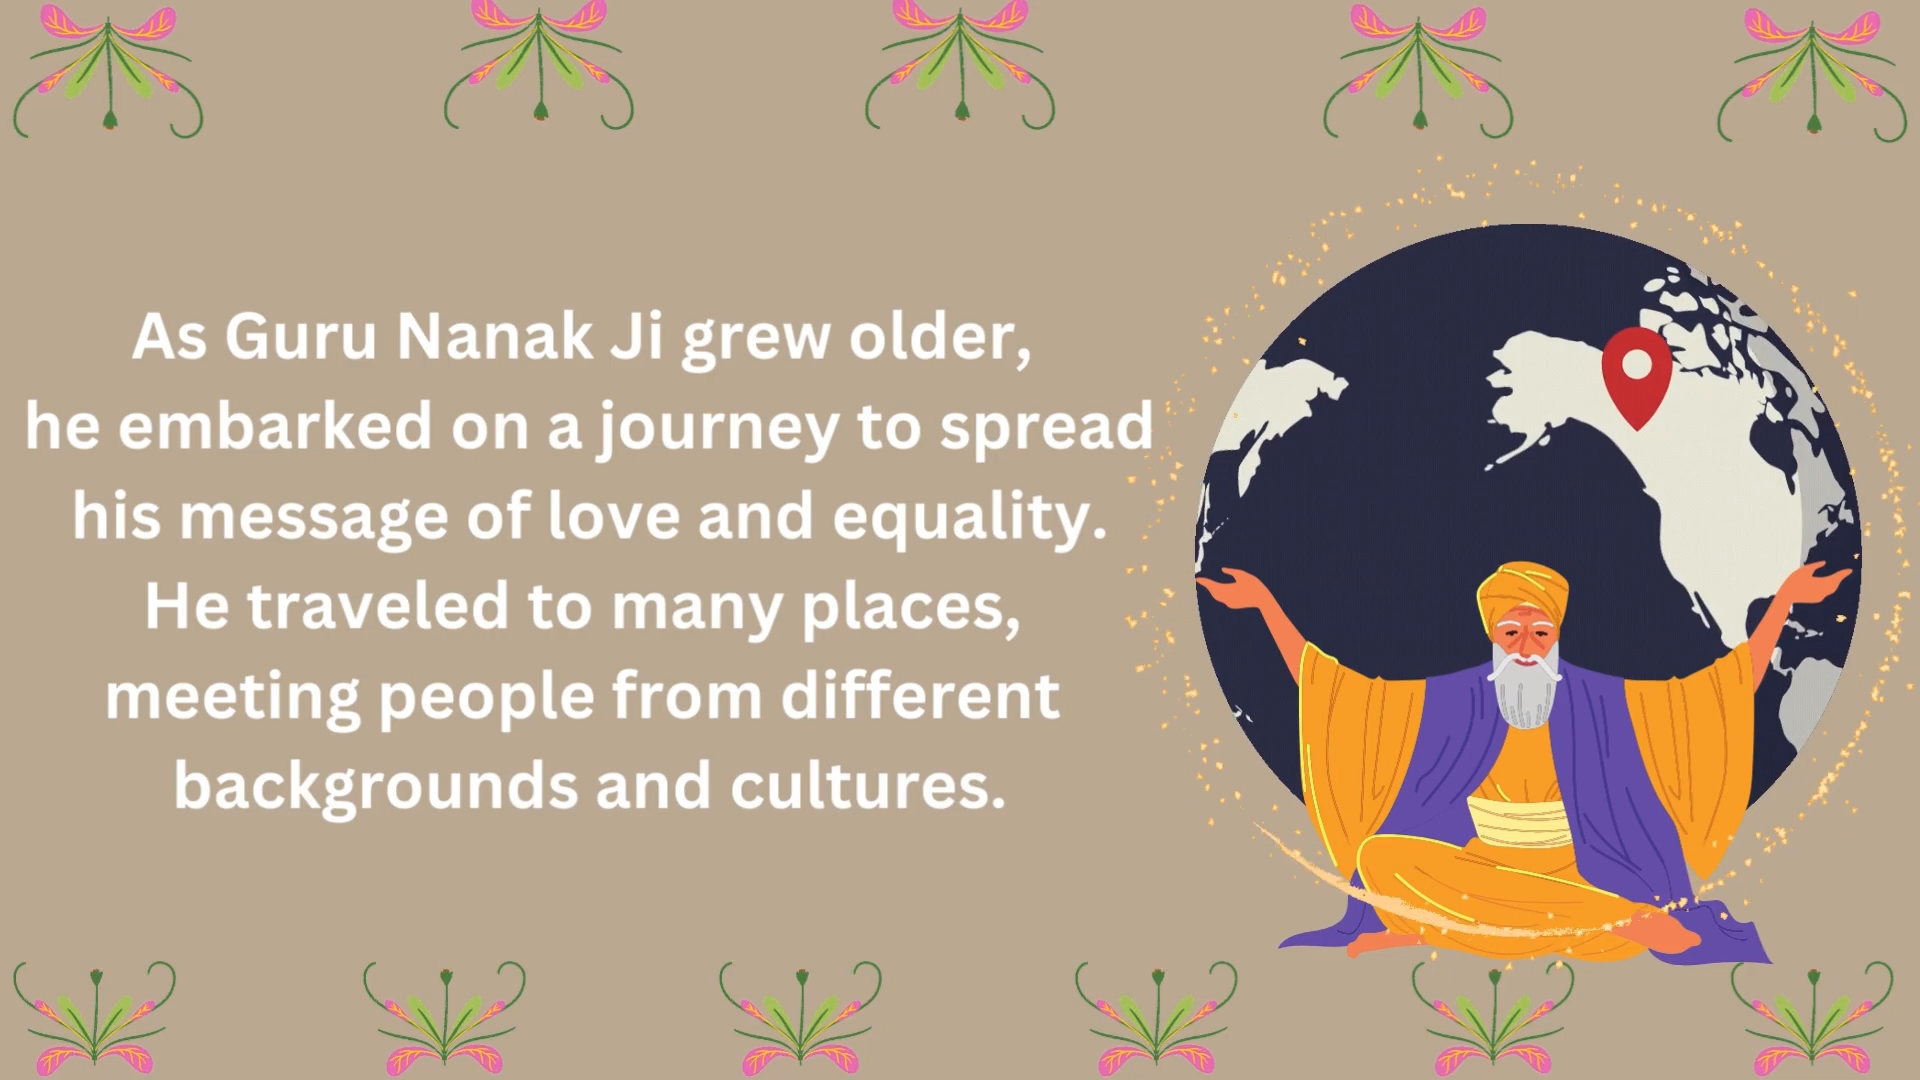 As Guru Nanak Ji grew older,
he embarked on a journey to spread
his message of love and equality.
He traveled to many places,
meeting people from different
backgrounds and cultures.